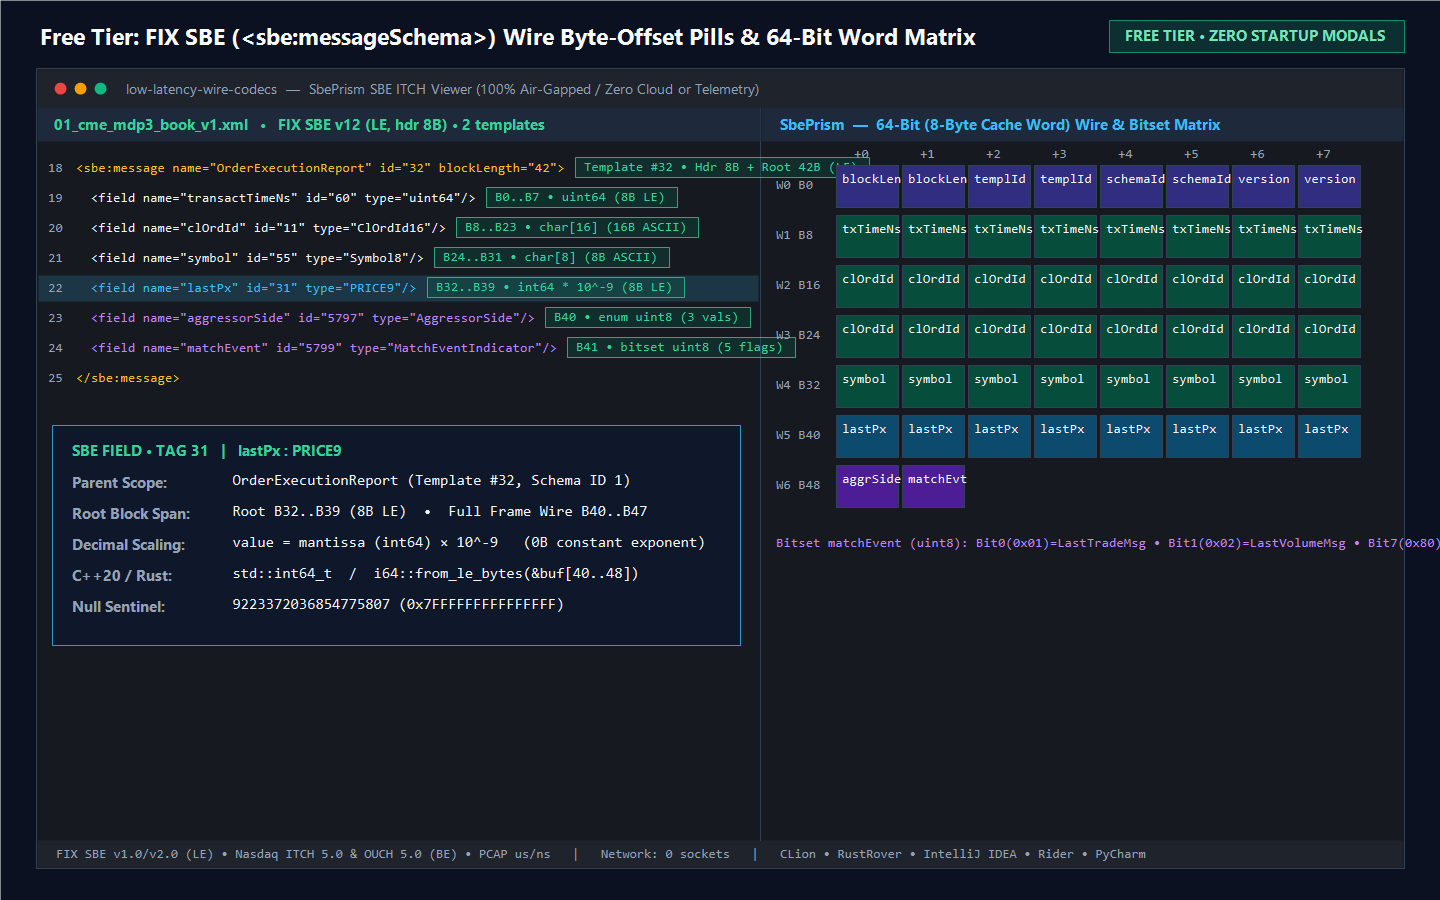 Free Tier: FIX SBE (<sbe:messageSchema>) Wire Byte-Offset Pills & 64-Bit Word Matrix
FREE TIER • ZERO STARTUP MODALS
low-latency-wire-codecs — SbePrism SBE ITCH Viewer (100% Air-Gapped / Zero Cloud or Telemetry)
01_cme_mdp3_book_v1.xml • FIX SBE v12 (LE, hdr 8B) • 2 templates
18 <sbe:message name="OrderExecutionReport" id="32" blockLength="42"> Template #32 • Hdr 8B + Root 42B (LE)
19 <field name="transactTimeNs" id="60" type="uint64"/> B0..B7 • uint64 (8B LE)
20 <field name="clOrdId" id="11" type="ClOrdId16"/> B8..B23 • char[16] (16B ASCII)
21 <field name="symbol" id="55" type="Symbol8"/> B24..B31 • char[8] (8B ASCII)
22 <field name="lastPx" id="31" type="PRICE9"/> B32..B39 • int64 * 10^-9 (8B LE)
23 <field name="aggressorSide" id="5797" type="AggressorSide"/> B40 • enum uint8 (3 vals)
24 <field name="matchEvent" id="5799" type="MatchEventIndicator"/> B41 • bitset uint8 (5 flags)
25 </sbe:message>
SBE FIELD • TAG 31 | lastPx : PRICE9
Parent Scope: OrderExecutionReport (Template #32, Schema ID 1)
Root Block Span: Root B32..B39 (8B LE) • Full Frame Wire B40..B47
Decimal Scaling: value = mantissa (int64) × 10^-9 (0B constant exponent)
C++20 / Rust: std::int64_t / i64::from_le_bytes(&buf[40..48])
Null Sentinel: 9223372036854775807 (0x7FFFFFFFFFFFFFFF)
SbePrism — 64-Bit (8-Byte Cache Word) Wire & Bitset Matrix
+0 +1 +2 +3 +4 +5 +6 +7
W0 B0 blockLen blockLen templId templId schemaId schemaId version version
W1 B8 txTimeNs txTimeNs txTimeNs txTimeNs txTimeNs txTimeNs txTimeNs txTimeNs
W2 B16 clOrdId clOrdId clOrdId clOrdId clOrdId clOrdId clOrdId clOrdId
W3 B24 clOrdId clOrdId clOrdId clOrdId clOrdId clOrdId clOrdId clOrdId
W4 B32 symbol symbol symbol symbol symbol symbol symbol symbol
W5 B40 lastPx lastPx lastPx lastPx lastPx lastPx lastPx lastPx
W6 B48 aggrSide matchEvt
Bitset matchEvent (uint8): Bit0(0x01)=LastTradeMsg • Bit1(0x02)=LastVolumeMsg • Bit7(0x80)
FIX SBE v1.0/v2.0 (LE) • Nasdaq ITCH 5.0 & OUCH 5.0 (BE) • PCAP us/ns | Network: 0 sockets | CLion • RustRover • IntelliJ IDEA • Rider • PyCharm